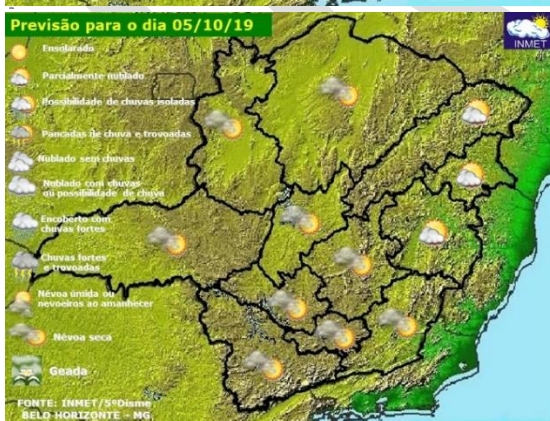 Previsão para o dia 05/10/19
INMET
Ensolarado
Parcialmente nublado
Possibilidade de chuvas isoladas
Pancadas de chuva e trovoadas
Nublado sem chuvas
Nublado com chuvas
ou possibilidade de chuva
Encoberto com
chuvas fortes
Chuvas fortes
e trovoadas
Névoa úmida ou
nevoeiros ao amanhecer
Névoa seca
Geada
FONTE: INMET/5ºDisme
BELO HORIZONTE - MG